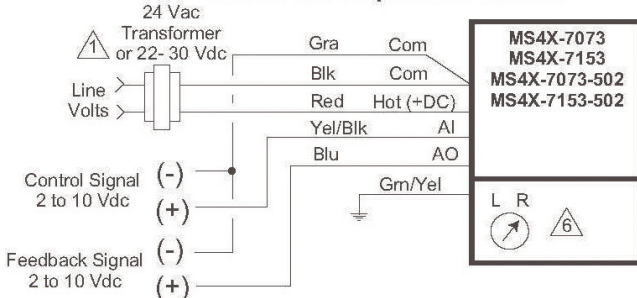 24 Vac
Transformer
or 22- 30 Vdc
1
Line
Volts
Gra Com
Blk Com
Red Hot (+DC)
Yel/Blk AI
Blu AO
Grn/Yel
Control Signal
2 to 10 Vdc
(-)
(+)
Feedback Signal
2 to 10 Vdc
(-)
(+)
MS4X-7073
MS4X-7153
MS4X-7073-502
MS4X-7153-502
L R
6